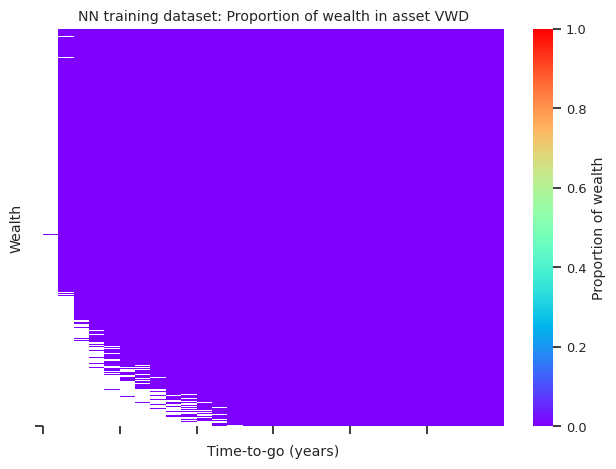 NN training dataset: Proportion of wealth in asset VWD
Wealth
Time-to-go (years)
1.0
0.8
0.6
0.4
0.2
0.0
Proportion of wealth